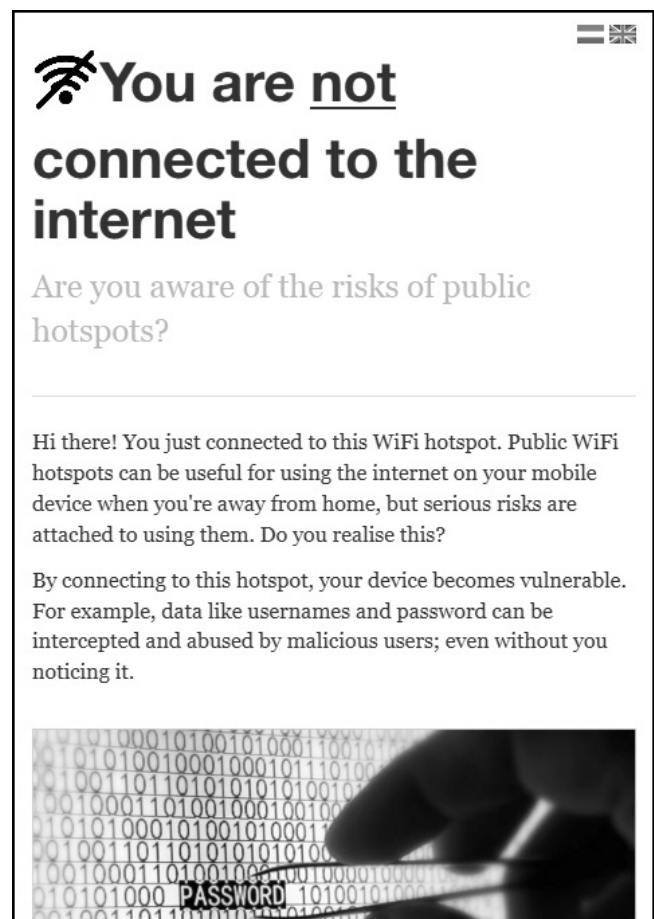 You are not
connected to the
internet
Are you aware of the risks of public
hotspots?
Hi there! You just connected to this WiFi hotspot. Public WiFi
hotspots can be useful for using the internet on your mobile
device when you're away from home, but serious risks are
attached to using them. Do you realise this?
By connecting to this hotspot, your device becomes vulnerable.
For example, data like usernames and password can be
intercepted and abused by malicious users; even without you
noticing it.
PASSWORD